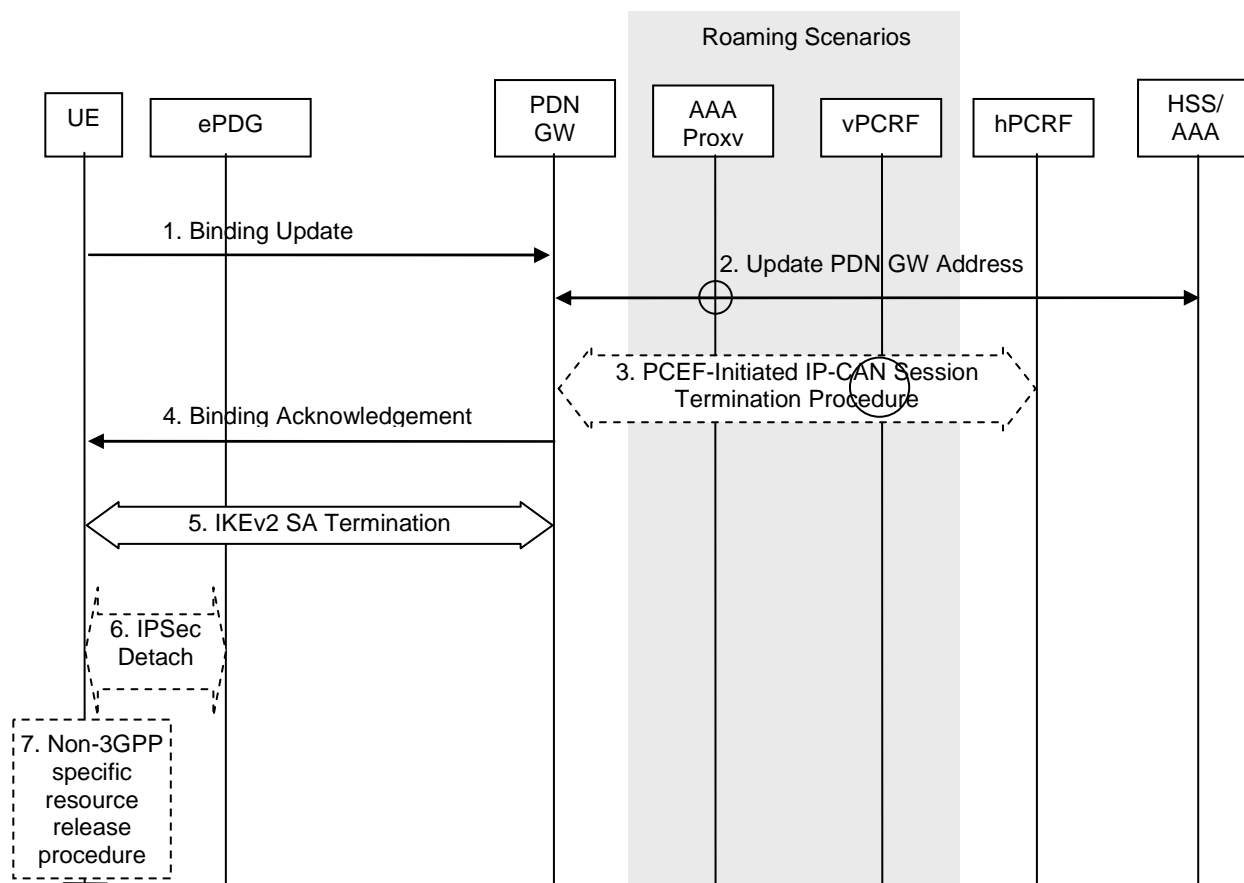 Roaming Scenarios
UE
ePDG
PDN
GW
AAA
Proxv
vPCRF
hPCRF
HSS/
AAA
1. Binding Update
2. Update PDN GW Address
3. PCEF-Initiated IP-CAN Session
Termination Procedure
4. Binding Acknowledgement
5. IKEv2 SA Termination
6. IPSec
Detach
7. Non-3GPP
specific
resource
release
procedure